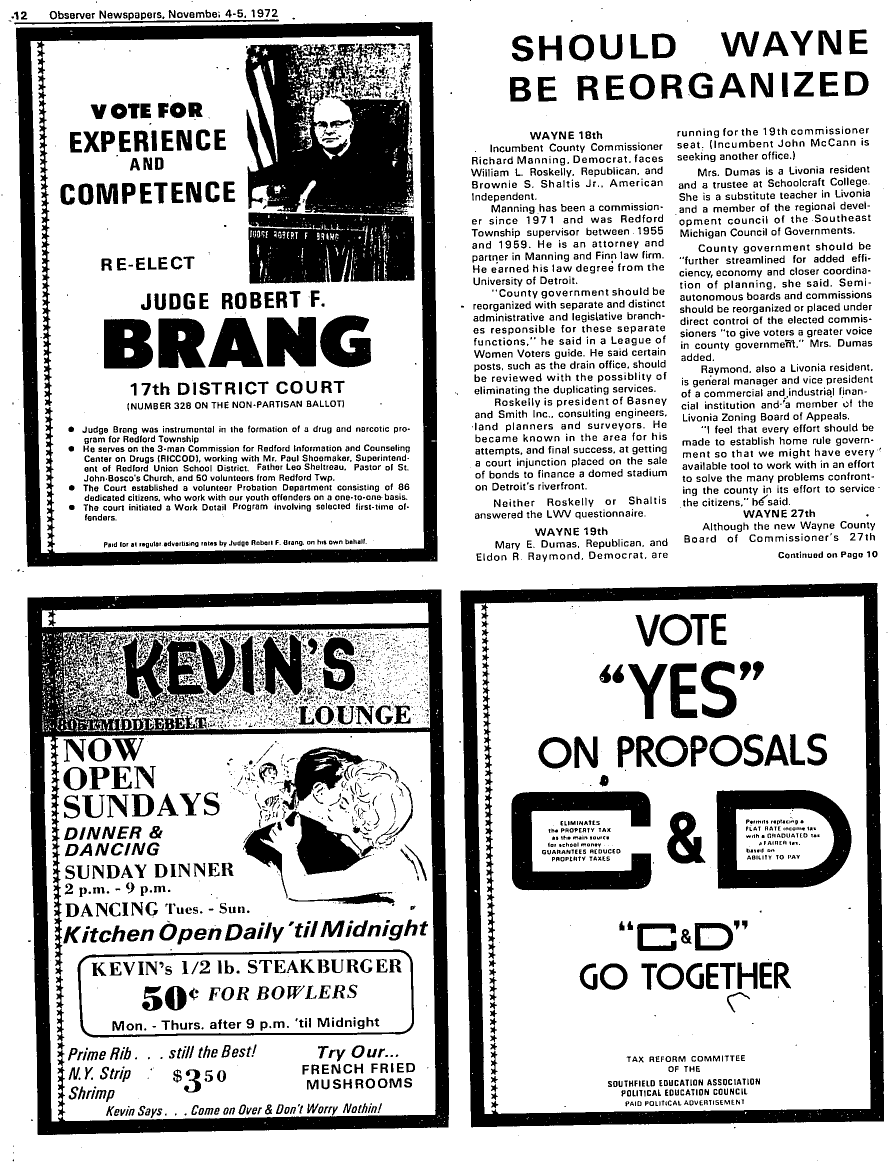 12 Observer Newspapers, November 4-5, 1972
VOTE FOR
EXPERIENCE
AND
COMPETENCE
JUDGE ROBERT F. BRANG
RE-ELECT
JUDGE ROBERT F.
BRANG
17th DISTRICT COURT
(NUMBER 328 ON THE NON-PARTISAN BALLOT)
● Judge Brang was instrumental in the formation of a drug and narcotic pro-
gram for Redford Township
● He serves on the 3-man Commission for Redford Information and Counseling
Center on Drugs (RICCOD), working with Mr. Paul Shoemaker, Superintend-
ent of Redford Union School District. Father Leo Sheltreau, Pastor of St.
John-Bosco's Church, and 50 volunteers from Redford Twp.
● The Court established a volunteer Probation Department consisting of 86
dedicated citizens, who work with our youth offenders on a one-to-one basis.
● The court initiated a Work Detail Program involving selected first-time of-
fenders.
Paid for at regular advertising rates by Judge Robert F. Brang, on his own behalf.
SHOULD WAYNE
BE REORGANIZED
WAYNE 18th
Incumbent County Commissioner
Richard Manning, Democrat, faces
William L. Roskelly, Republican, and
Brownie S. Shaltis Jr., American
Independent.
Manning has been a commission-
er since 1971 and was Redford
Township supervisor between 1955
and 1959. He is an attorney and
partner in Manning and Finn law firm.
He earned his law degree from the
University of Detroit.
"County government should be
reorganized with separate and distinct
administrative and legislative branch-
es responsible for these separate
functions," he said in a League of
Women Voters guide. He said certain
posts, such as the drain office, should
be reviewed with the possiblity of
eliminating the duplicating services.
Roskelly is president of Basney
and Smith Inc., consulting engineers,
land planners and surveyors. He
became known in the area for his
attempts, and final success, at getting
a court injunction placed on the sale
of bonds to finance a domed stadium
on Detroit's riverfront.
Neither Roskelly or Shaltis
answered the LWV questionnaire.
WAYNE 19th
Mary E. Dumas, Republican, and
Eldon R. Raymond, Democrat, are
running for the 19th commissioner
seat. (Incumbent John McCann is
seeking another office.)
Mrs. Dumas is a Livonia resident
and a trustee at Schoolcraft College.
She is a substitute teacher in Livonia
and a member of the regional devel-
opment council of the Southeast
Michigan Council of Governments.
County government should be
"further streamlined for added effi-
ciency, economy and closer coordina-
tion of planning, she said. Semi-
autonomous boards and commissions
should be reorganized or placed under
direct control of the elected commis-
sioners "to give voters a greater voice
in county government," Mrs. Dumas
added.
Raymond, also a Livonia resident,
is general manager and vice president
of a commercial and industrial finan-
cial institution and a member of the
Livonia Zoning Board of Appeals.
"I feel that every effort should be
made to establish home rule govern-
ment so that we might have every
available tool to work with in an effort
to solve the many problems confront-
ing the county in its effort to service
the citizens," he said.
WAYNE 27th
Although the new Wayne County
Board of Commissioner's 27th
Continued on Page 10
KEVIN'S
MIDDLEBELT
LOUNGE
NOW
OPEN
SUNDAYS
DINNER &
DANCING
SUNDAY DINNER
2 p.m. - 9 p.m.
DANCING Tues. - Sun.
Kitchen Open Daily 'til Midnight
KEVIN's 1/2 lb. STEAKBURGER
50¢ FOR BOWLERS
Mon. - Thurs. after 9 p.m. 'til Midnight
Prime Rib . . . still the Best!
N.Y. Strip $3 50
Shrimp
Try Our...
FRENCH FRIED
MUSHROOMS
Kevin Says . . . Come on Over & Don't Worry Nothin!
VOTE
"YES"
ON PROPOSALS
C & D
ELIMINATES
the PROPERTY TAX
as the main source
for school money
GUARANTEES REDUCED
PROPERTY TAXES
Permits replacing a
FLAT RATE income tax
with a GRADUATED tax
a FAIRER tax,
based on
ABILITY TO PAY
"C & D"
GO TOGETHER
TAX REFORM COMMITTEE
OF THE
SOUTHFIELD EDUCATION ASSOCIATION
POLITICAL EDUCATION COUNCIL
PAID POLITICAL ADVERTISEMENT